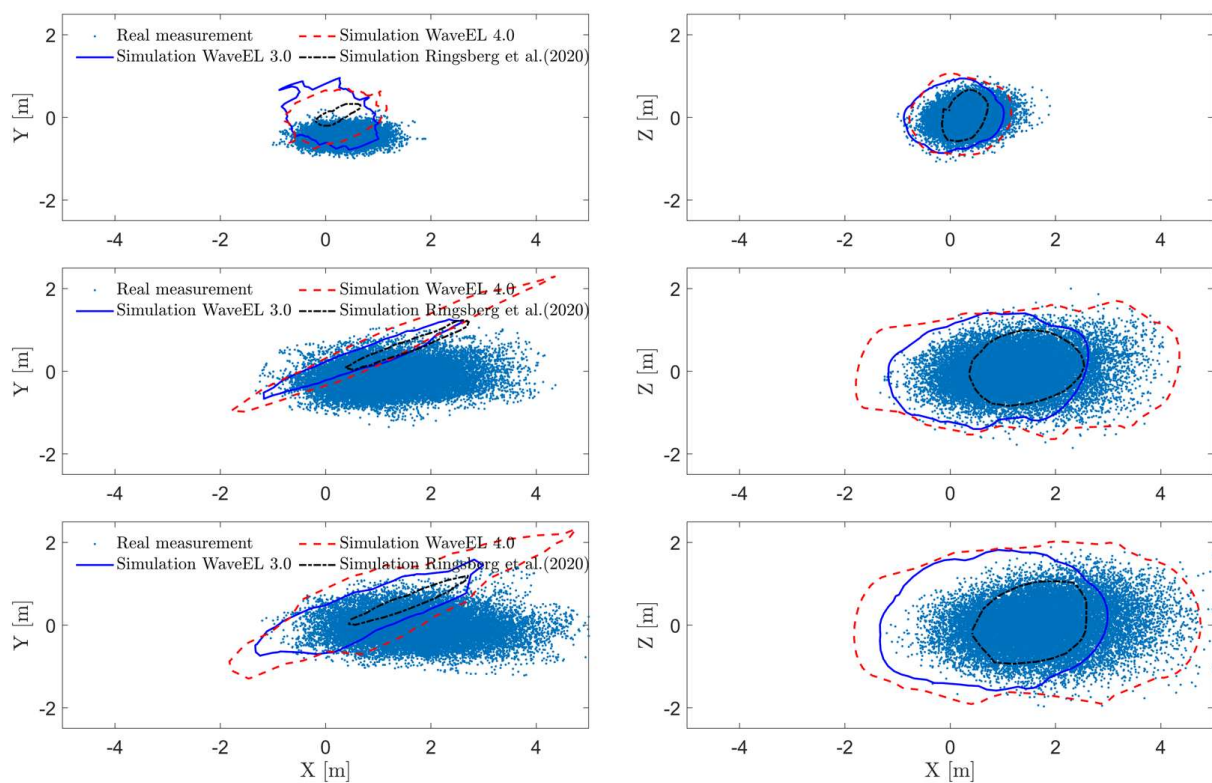 Real measurement
Simulation WaveEL 4.0
Simulation WaveEL 3.0
Simulation Ringsberg et al.(2020)
Y [m]
2
0
-2
-4 -2 0 2 4
Z [m]
2
0
-2
-4 -2 0 2 4
Real measurement
Simulation WaveEL 4.0
Simulation WaveEL 3.0
Simulation Ringsberg et al.(2020)
Y [m]
2
0
-2
-4 -2 0 2 4
Z [m]
2
0
-2
-4 -2 0 2 4
Real measurement
Simulation WaveEL 4.0
Simulation WaveEL 3.0
Simulation Ringsberg et al.(2020)
Y [m]
2
0
-2
-4 -2 0 2 4
X [m]
Z [m]
2
0
-2
-4 -2 0 2 4
X [m]